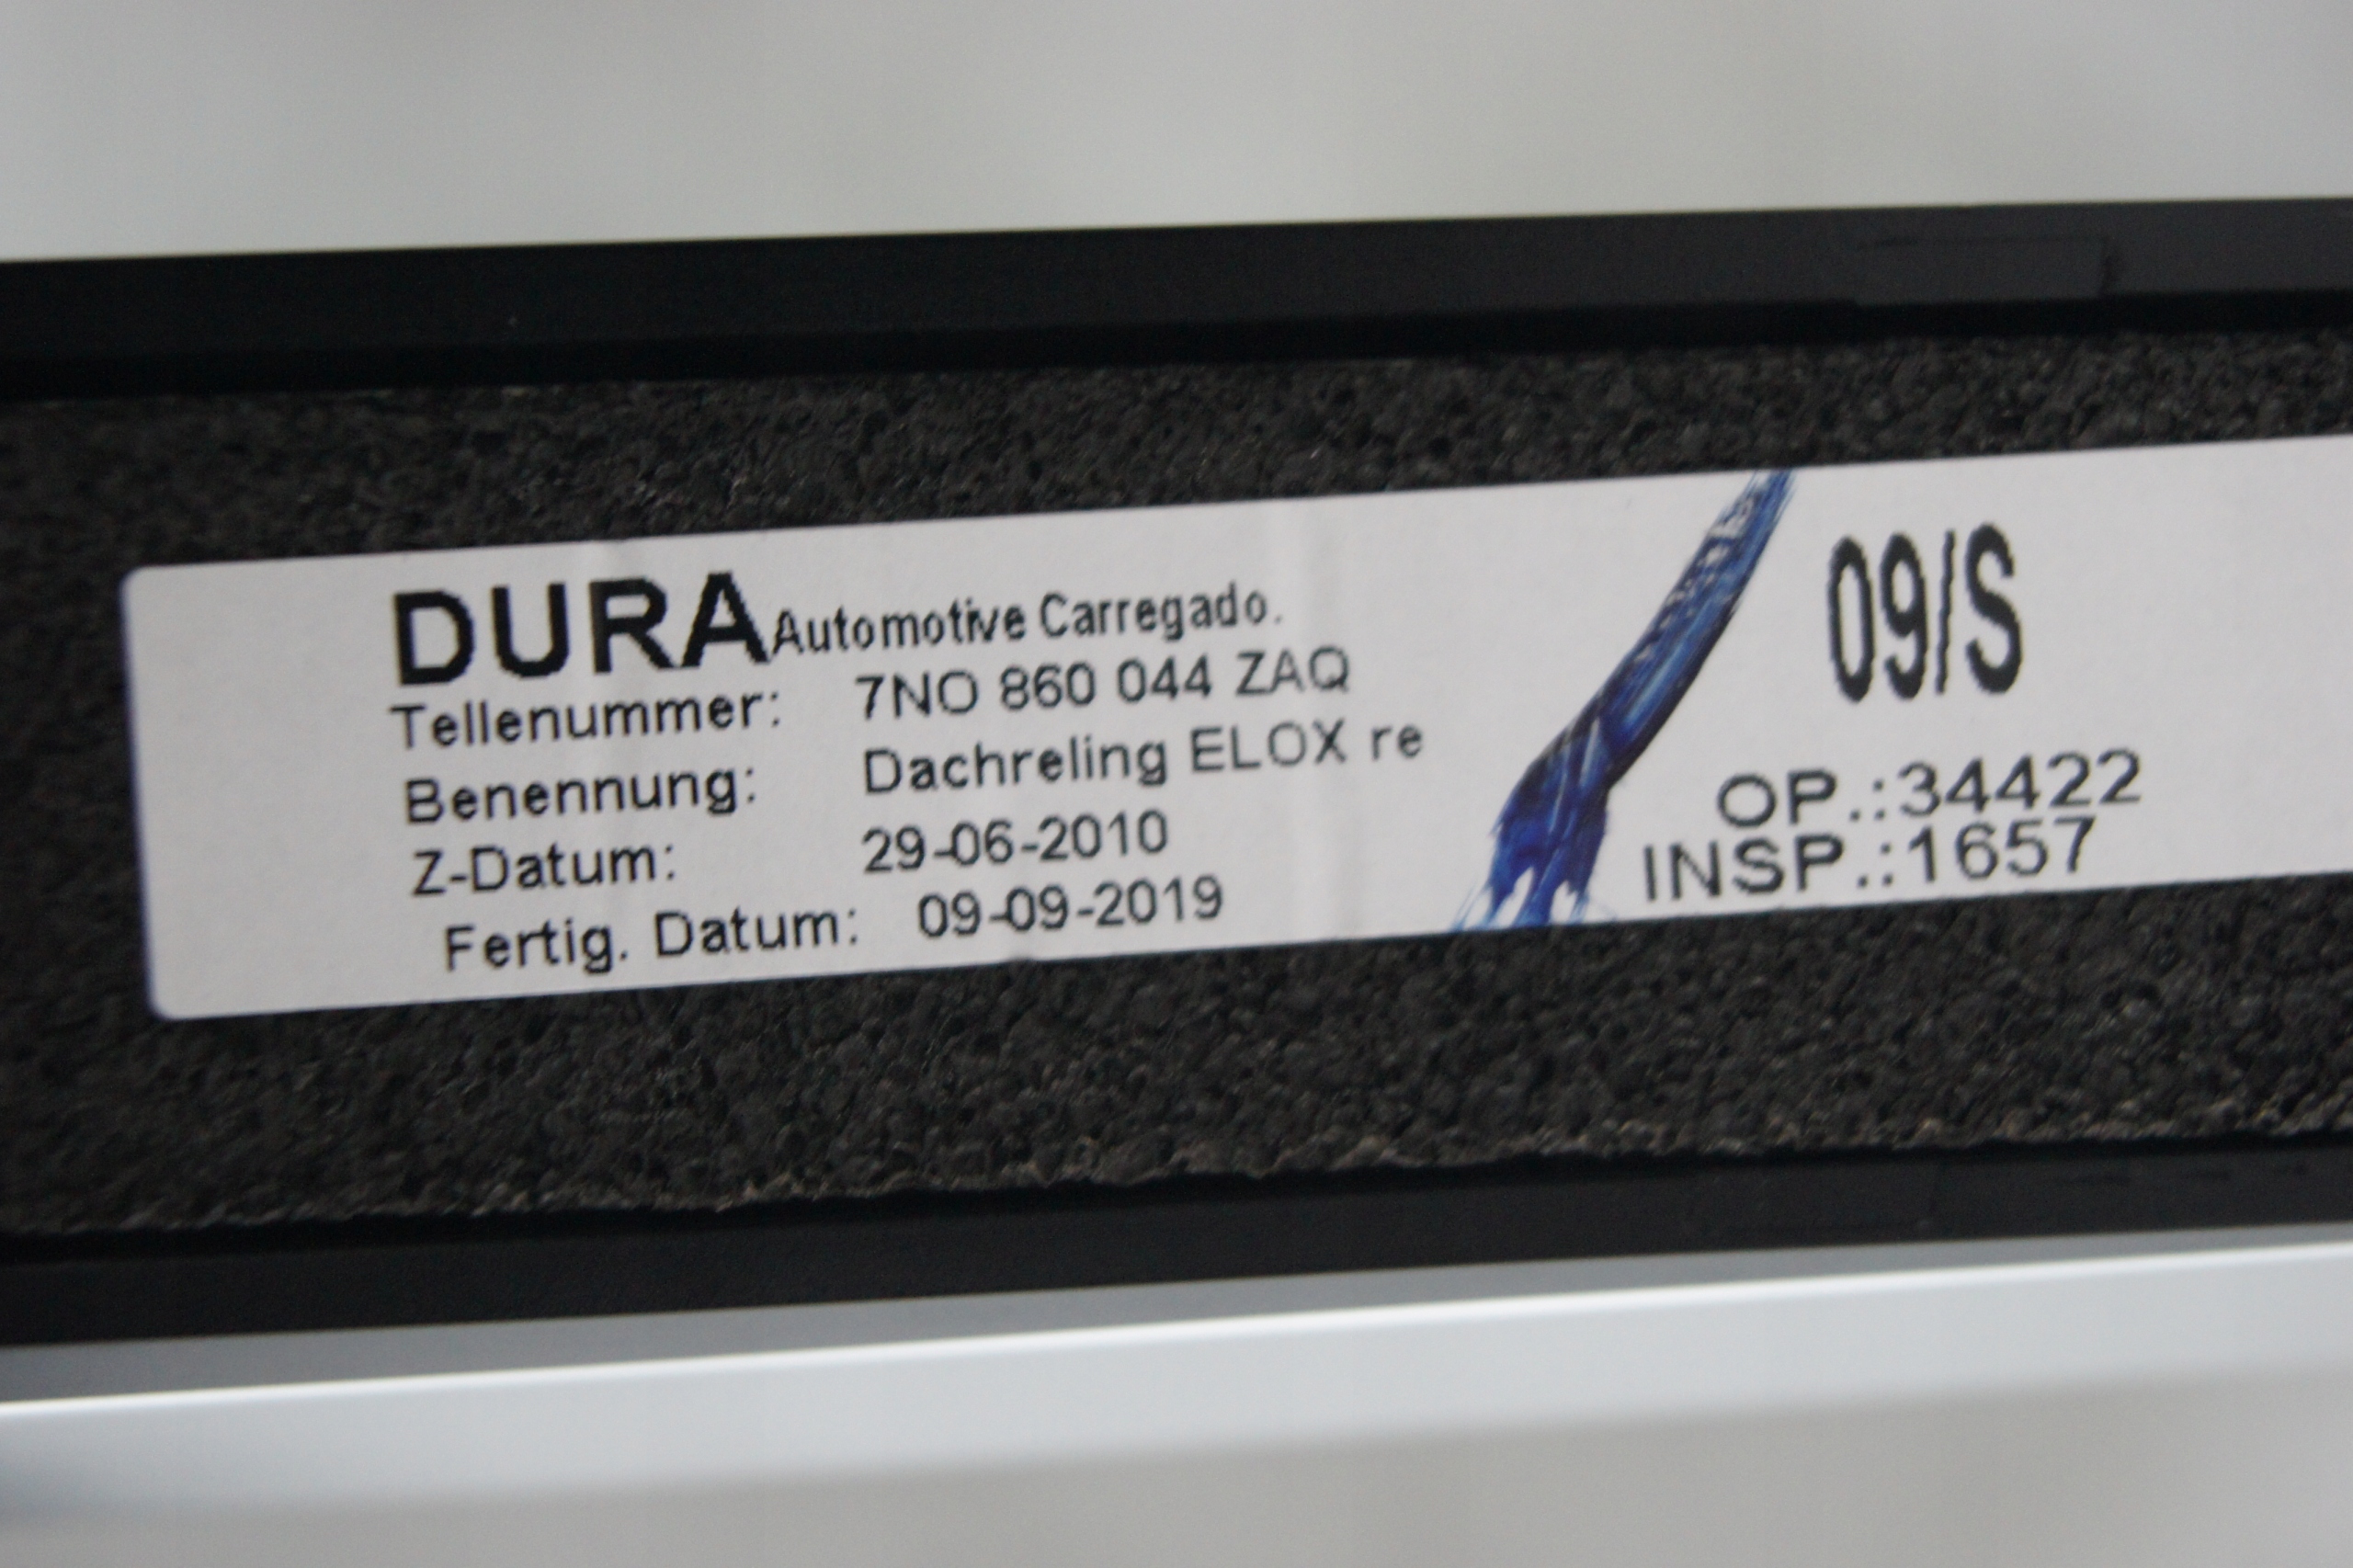 DURA Automotive Carregado.
Tellenummer: 7NO 860 044 ZAQ
Benennung: Dachreling ELOX re
Z-Datum: 29-06-2010
Fertig. Datum: 09-09-2019
09/S
OP.:34422
INSP.:1657